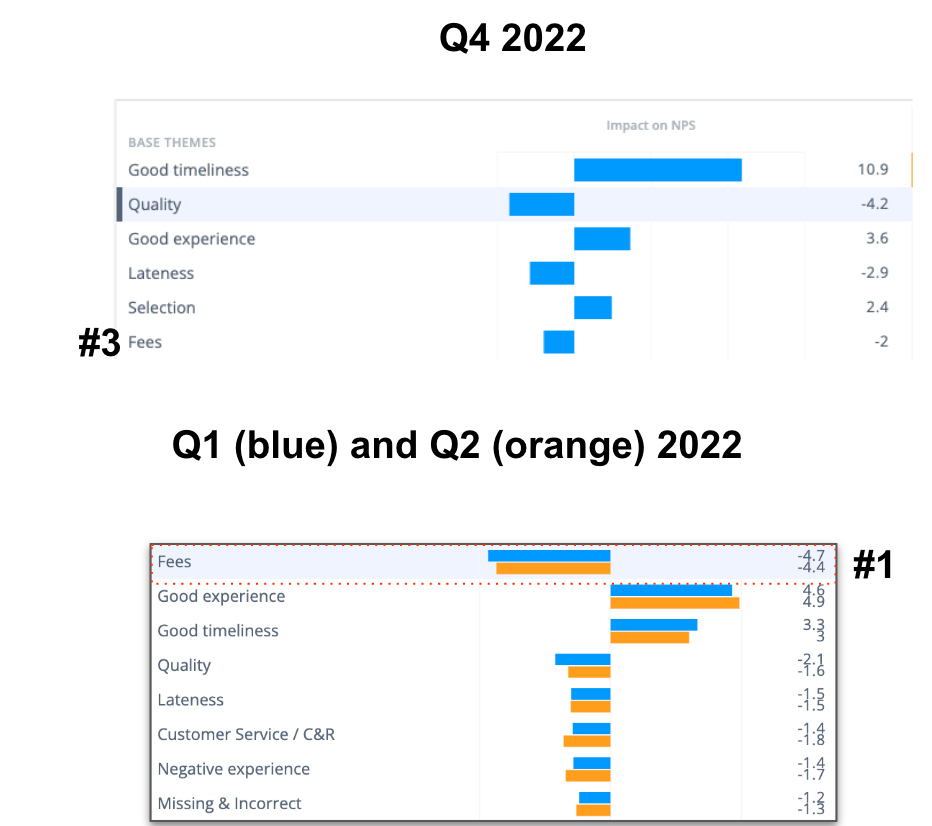 Q4 2022
Impact on NPS
BASE THEMES
Good timeliness 10.9
Quality -4.2
Good experience 3.6
Lateness -2.9
Selection 2.4
#3 Fees -2
Q1 (blue) and Q2 (orange) 2022
Fees -4.7 -4.4 #1
Good experience 4.6 4.9
Good timeliness 3.3 3
Quality -2.1 -1.6
Lateness -1.5 -1.5
Customer Service / C&R -1.4 -1.8
Negative experience -1.4 -1.7
Missing & Incorrect -1.2 -1.3